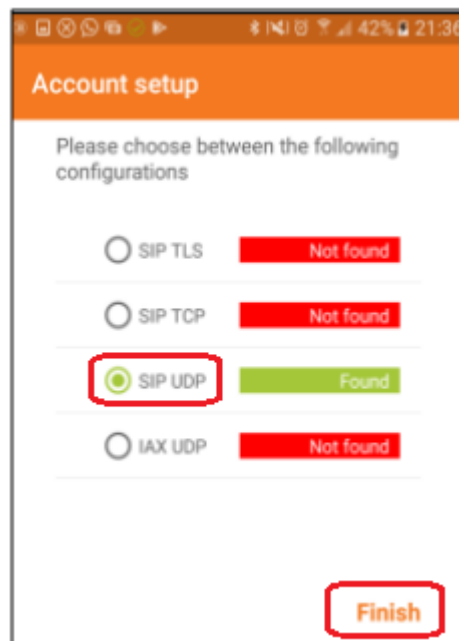 42% 21:36
Account setup
Please choose between the following
configurations
SIP TLS Not found
SIP TCP Not found
SIP UDP Found
IAX UDP Not found
Finish